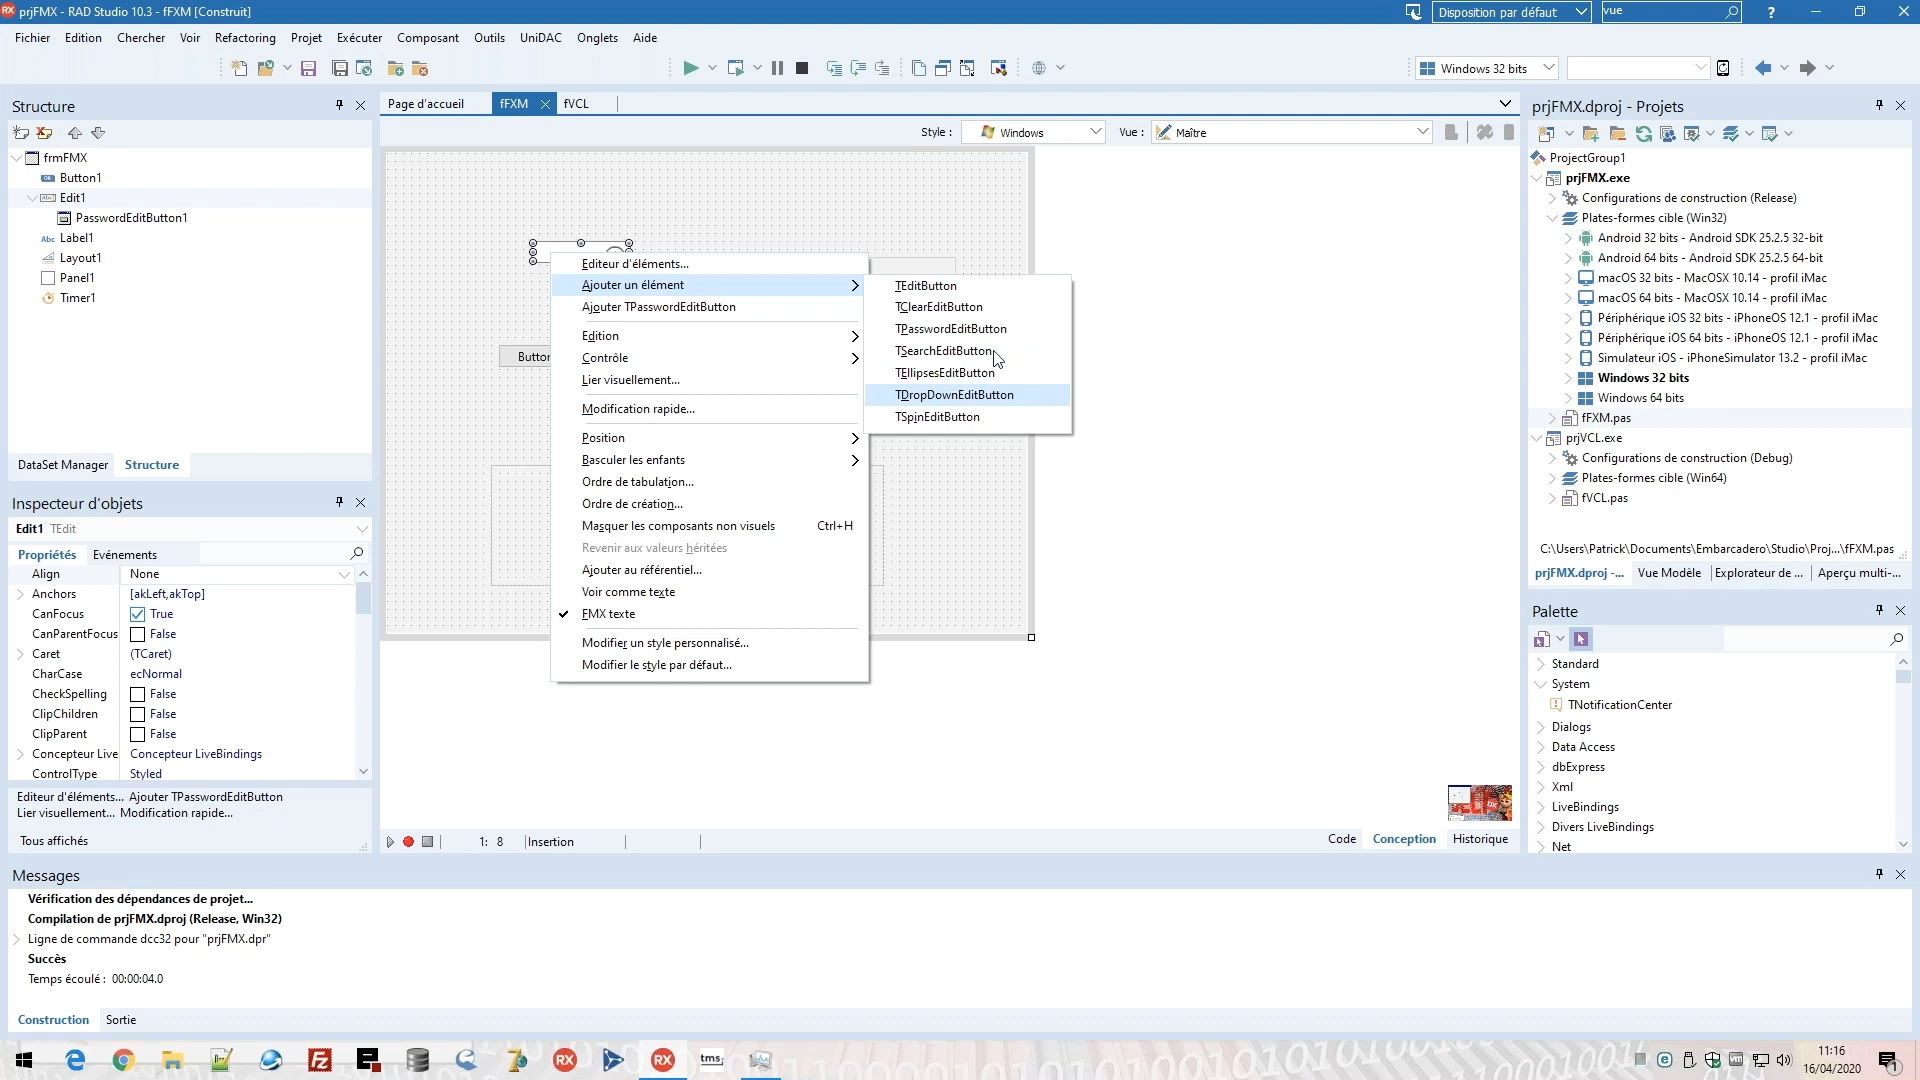 prjFMX - RAD Studio 10.3 - fFXM [Construit]
Disposition par défaut
vue
Fichier Edition Chercher Voir Refactoring Projet Exécuter Composant Outils UniDAC Onglets Aide
Windows 32 bits
Structure
frmFMX
Button1
Edit1
PasswordEditButton1
Label1
Layout1
Panel1
Timer1
DataSet Manager Structure
Inspecteur d'objets
Edit1 TEdit
Propriétés Evénements
Align None
Anchors [akLeft,akTop]
CanFocus True
CanParentFocus False
Caret (TCaret)
CharCase ecNormal
CheckSpelling False
ClipChildren False
ClipParent False
Concepteur Live Concepteur LiveBindings
ControlType Styled
Editeur d'éléments... Ajouter TPasswordEditButton
Lier visuellement... Modification rapide...
Tous affichés
Page d'accueil fFXM fVCL
Style : Windows Vue : Maître
Button
Editeur d'éléments...
Ajouter un élément
Ajouter TPasswordEditButton
Edition
Contrôle
Lier visuellement...
Modification rapide...
Position
Basculer les enfants
Ordre de tabulation...
Ordre de création...
Masquer les composants non visuels Ctrl+H
Revenir aux valeurs héritées
Ajouter au référentiel...
Voir comme texte
FMX texte
Modifier un style personnalisé...
Modifier le style par défaut...
TEditButton
TClearEditButton
TPasswordEditButton
TSearchEditButton
TEllipsesEditButton
TDropDownEditButton
TSpinEditButton
1: 8 Insertion
Code Conception Historique
prjFMX.dproj - Projets
ProjectGroup1
prjFMX.exe
Configurations de construction (Release)
Plates-formes cible (Win32)
Android 32 bits - Android SDK 25.2.5 32-bit
Android 64 bits - Android SDK 25.2.5 64-bit
macOS 32 bits - MacOSX 10.14 - profil iMac
macOS 64 bits - MacOSX 10.14 - profil iMac
Périphérique iOS 32 bits - iPhoneOS 12.1 - profil iMac
Périphérique iOS 64 bits - iPhoneOS 12.1 - profil iMac
Simulateur iOS - iPhoneSimulator 13.2 - profil iMac
Windows 32 bits
Windows 64 bits
fFXM.pas
prjVCL.exe
Configurations de construction (Debug)
Plates-formes cible (Win64)
fVCL.pas
C:\Users\Patrick\Documents\Embarcadero\Studio\Proj...\fFXM.pas
prjFMX.dproj -... Vue Modèle Explorateur de ... Aperçu multi-...
Palette
Standard
System
TNotificationCenter
Dialogs
Data Access
dbExpress
Xml
LiveBindings
Divers LiveBindings
Net
Messages
Vérification des dépendances de projet...
Compilation de prjFMX.dproj (Release, Win32)
Ligne de commande dcc32 pour "prjFMX.dpr"
Succès
Temps écoulé : 00:00:04.0
Construction Sortie
11:16
16/04/2020